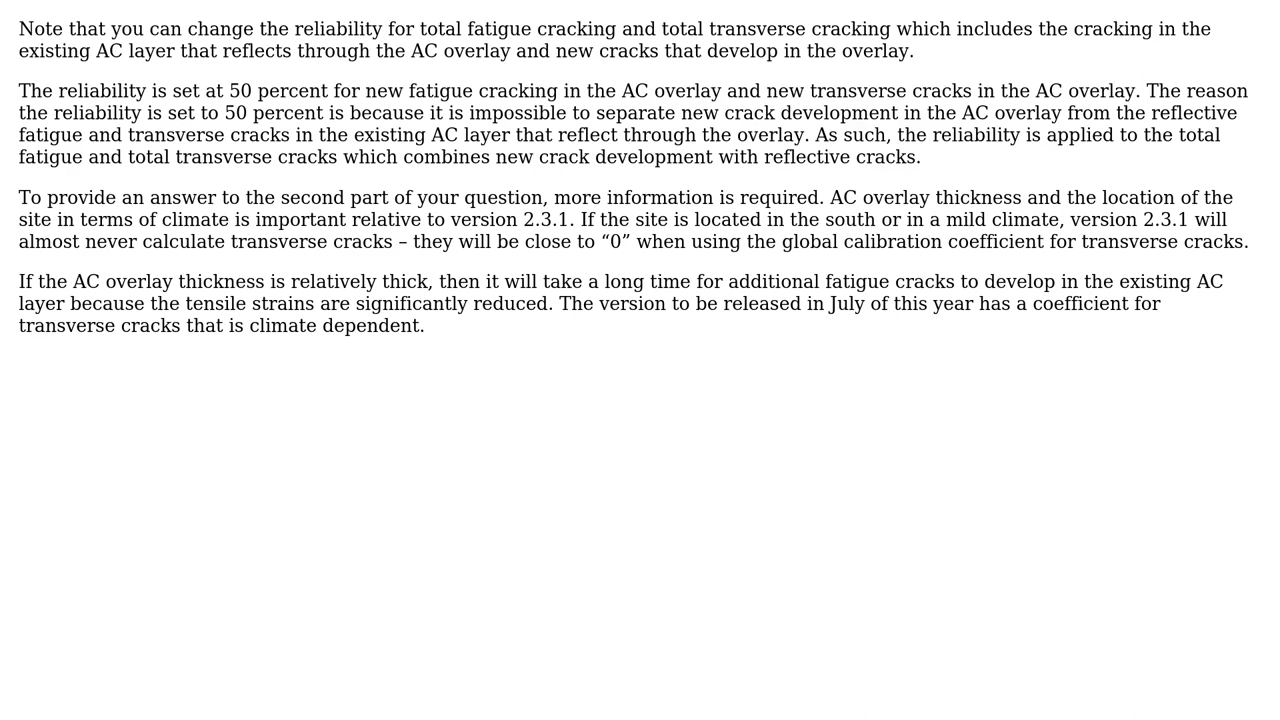 Note that you can change the reliability for total fatigue cracking and total transverse cracking which includes the cracking in the
existing AC layer that reflects through the AC overlay and new cracks that develop in the overlay.
The reliability is set at 50 percent for new fatigue cracking in the AC overlay and new transverse cracks in the AC overlay. The reason
the reliability is set to 50 percent is because it is impossible to separate new crack development in the AC overlay from the reflective
fatigue and transverse cracks in the existing AC layer that reflect through the overlay. As such, the reliability is applied to the total
fatigue and total transverse cracks which combines new crack development with reflective cracks.
To provide an answer to the second part of your question, more information is required. AC overlay thickness and the location of the
site in terms of climate is important relative to version 2.3.1. If the site is located in the south or in a mild climate, version 2.3.1 will
almost never calculate transverse cracks – they will be close to “0” when using the global calibration coefficient for transverse cracks.
If the AC overlay thickness is relatively thick, then it will take a long time for additional fatigue cracks to develop in the existing AC
layer because the tensile strains are significantly reduced. The version to be released in July of this year has a coefficient for
transverse cracks that is climate dependent.